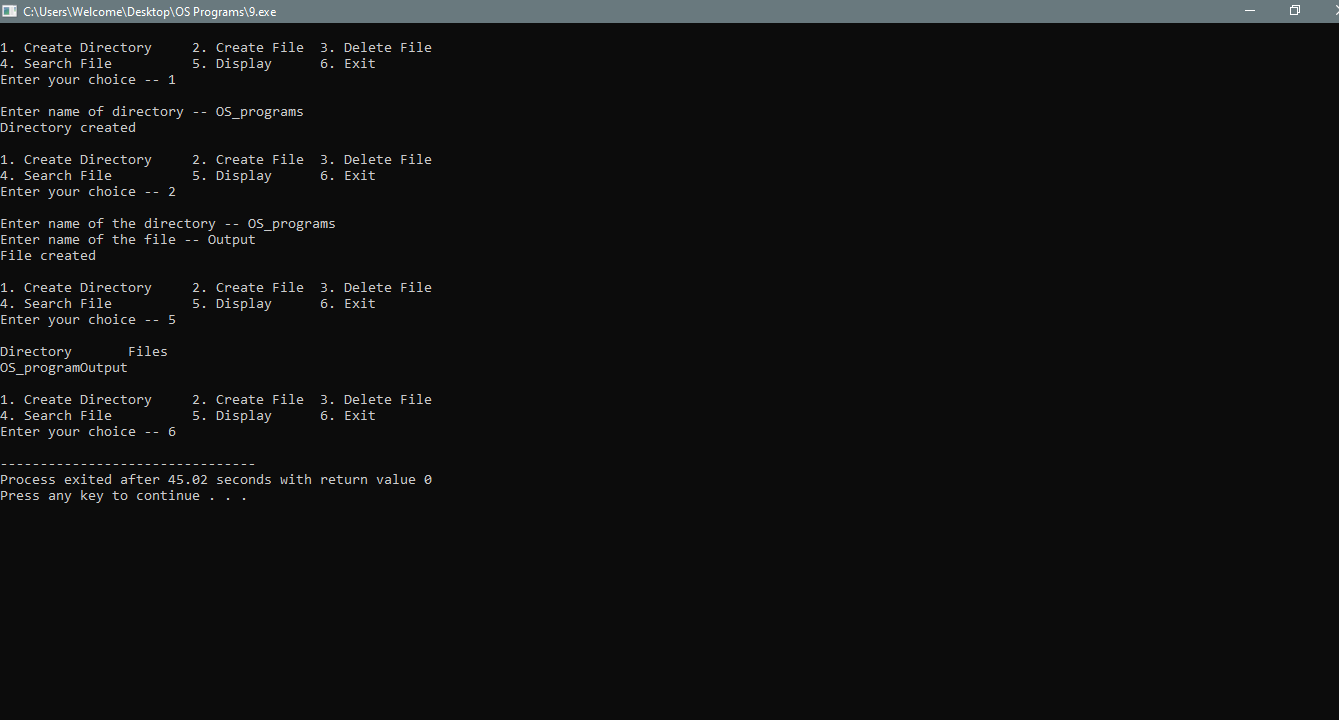 C:\Users\Welcome\Desktop\OS Programs\9.exe
1. Create Directory     2. Create File  3. Delete File
4. Search File          5. Display      6. Exit
Enter your choice -- 1
Enter name of directory -- OS_programs
Directory created
1. Create Directory     2. Create File  3. Delete File
4. Search File          5. Display      6. Exit
Enter your choice -- 2
Enter name of the directory -- OS_programs
Enter name of the file -- Output
File created
1. Create Directory     2. Create File  3. Delete File
4. Search File          5. Display      6. Exit
Enter your choice -- 5
Directory       Files
OS_programOutput
1. Create Directory     2. Create File  3. Delete File
4. Search File          5. Display      6. Exit
Enter your choice -- 6
--------------------------------
Process exited after 45.02 seconds with return value 0
Press any key to continue . . .